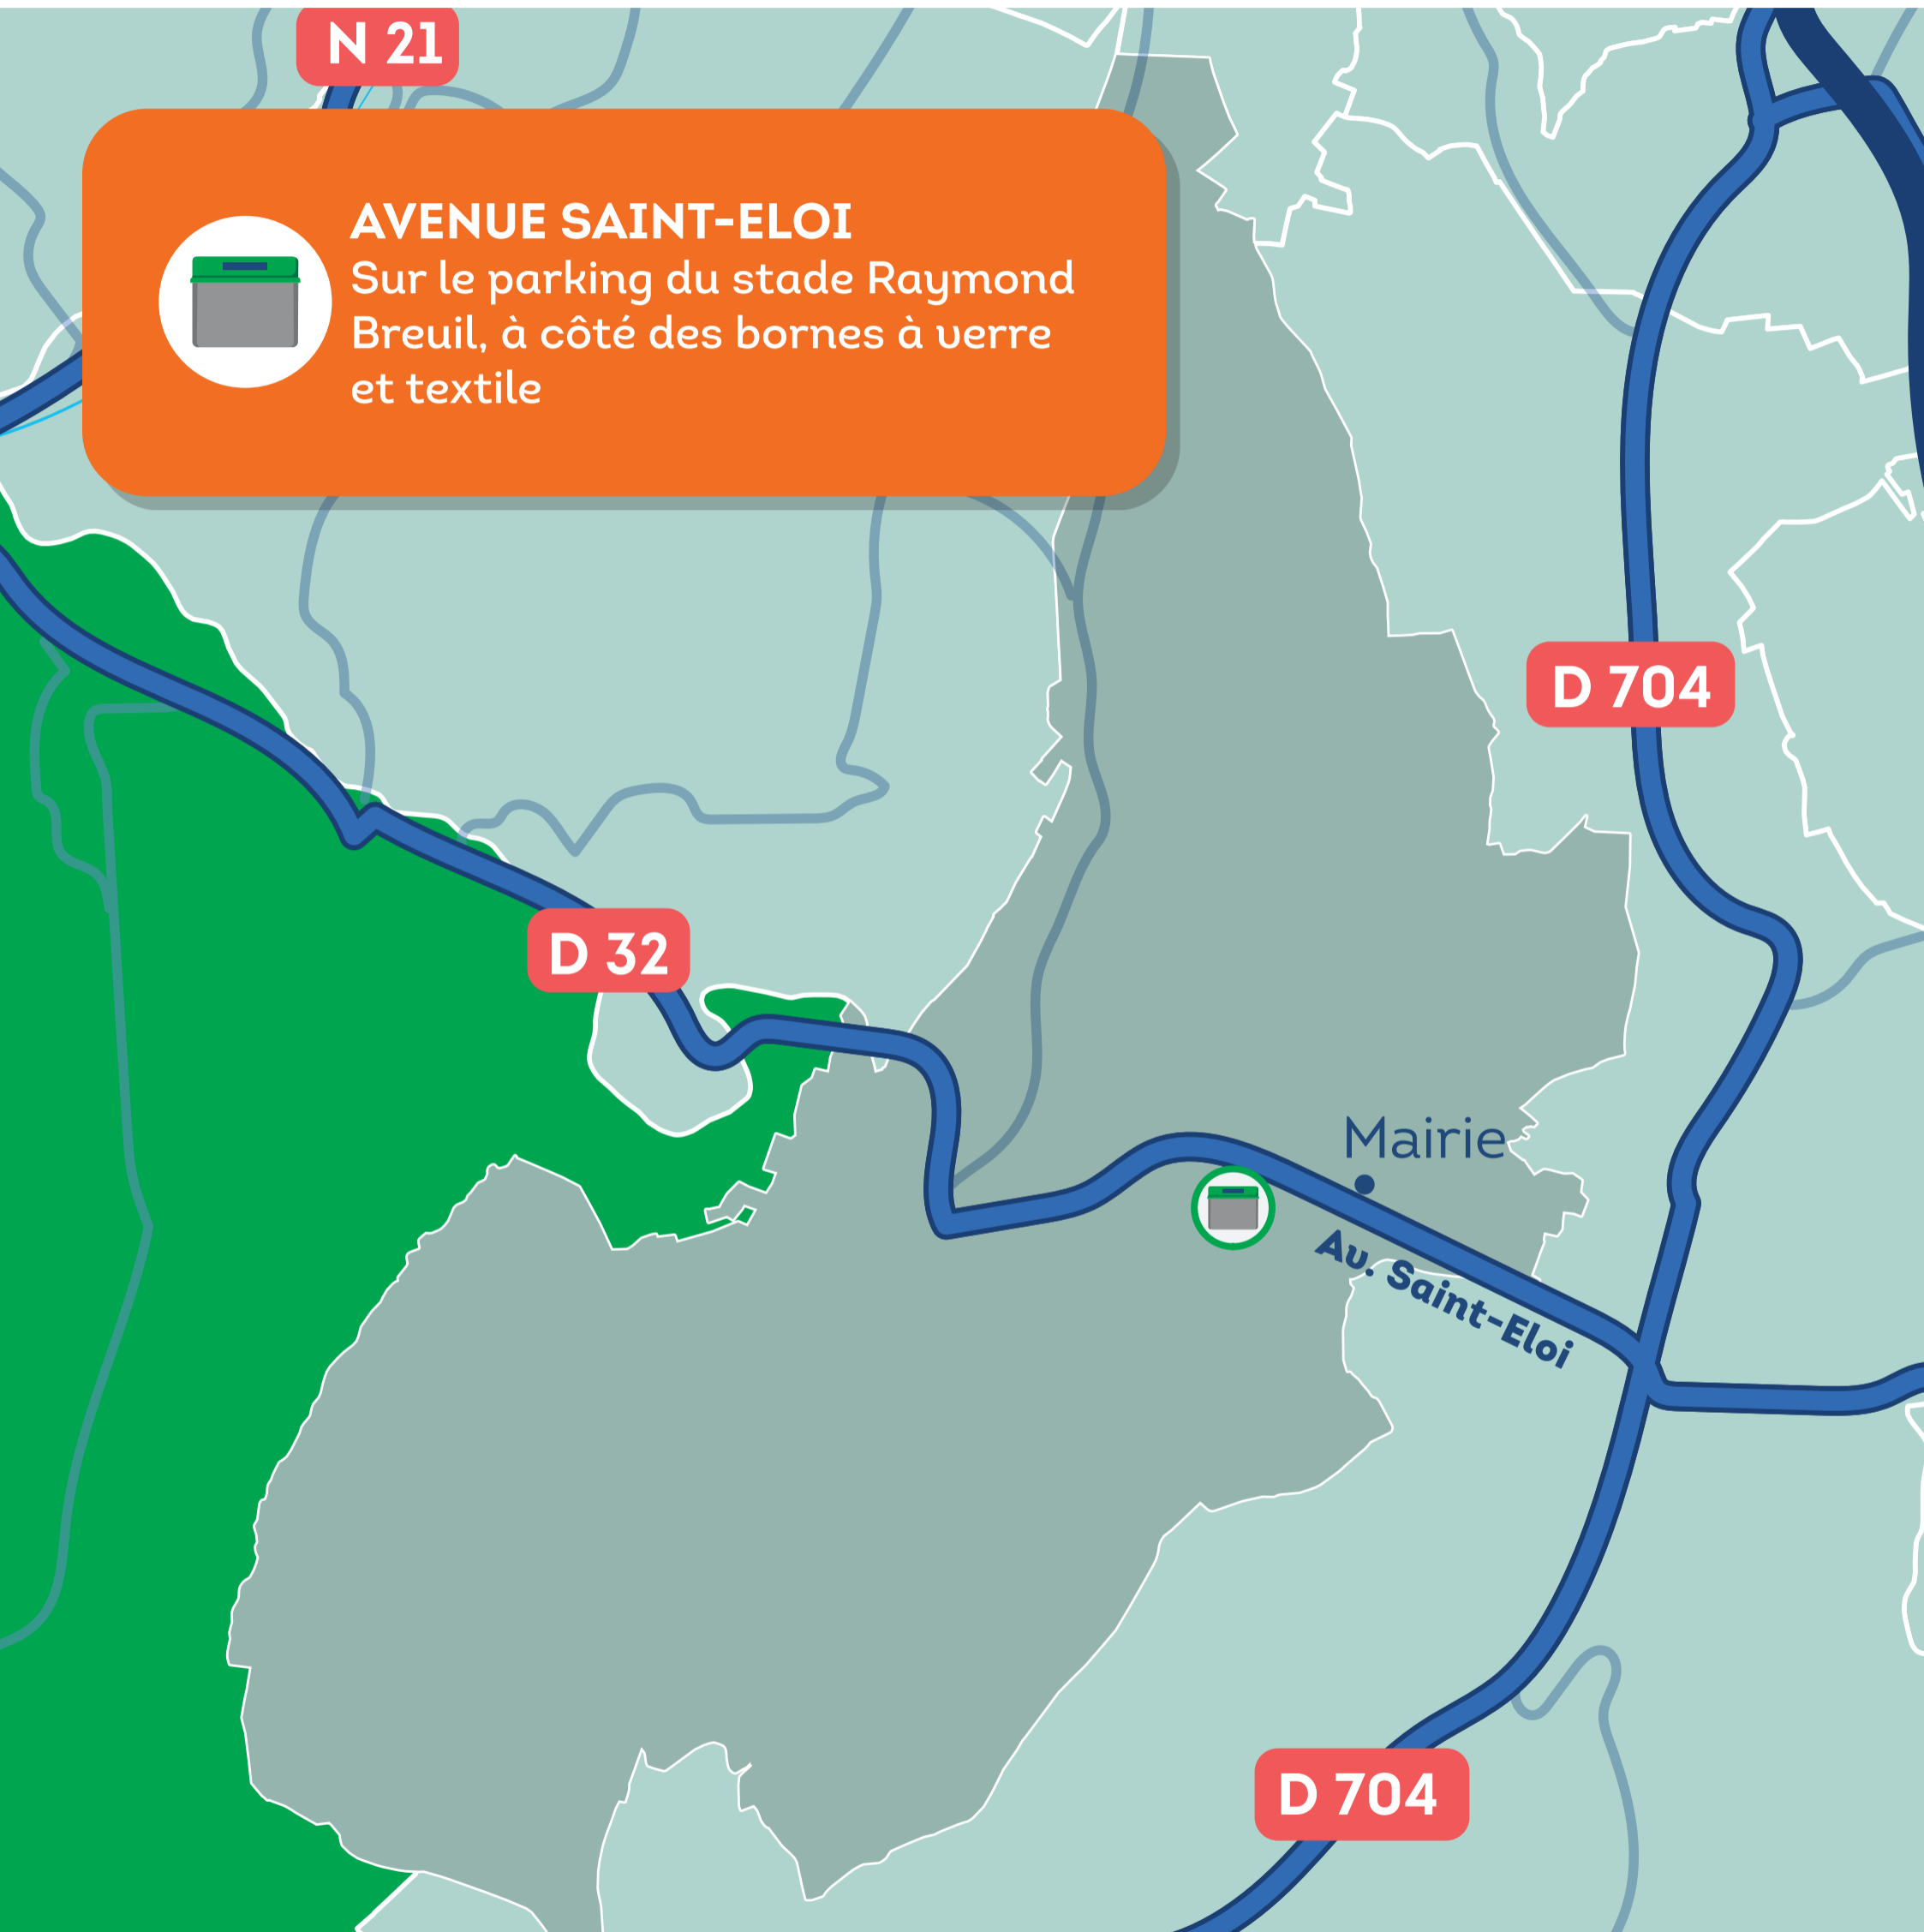 N 21
AVENUE SAINT-ELOI
Sur le parking du stade Raymond
Breuil, à côté des bornes à verre
et textile
D 704
D 32
Mairie
Av. Saint-Eloi
D 704